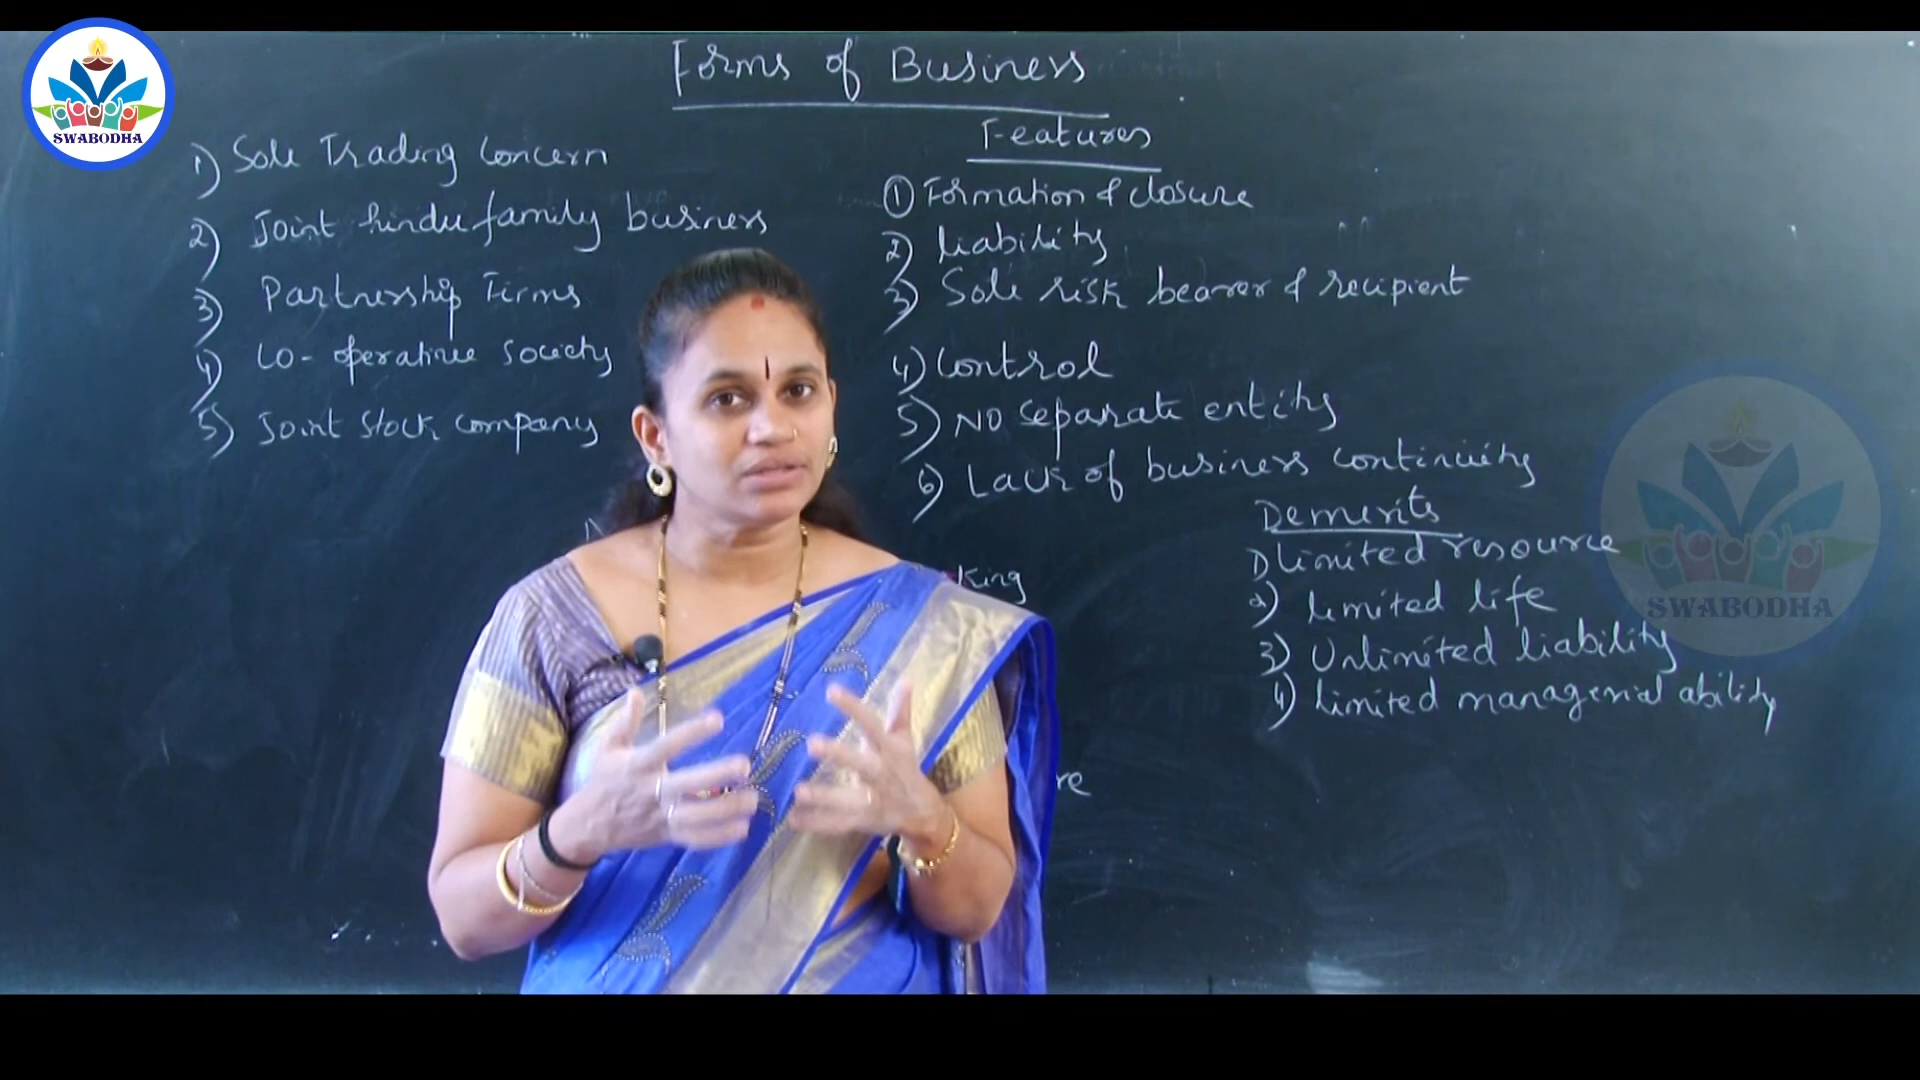 SWABODHA
Forms of Business
1) Sole Trading Concern
2) Joint hindu family business
3) Partnership Firms
4) Co-operative society
5) Joint stock company
Features
① Formation & closure
2) liability
3) Sole risk bearer & recipient
4) Control
5) No separate entity
6) Lack of business continuity
king
re
Demerits
1) limited resource
2) limited life
3) Unlimited liability
4) limited managerial ability
SWABODHA